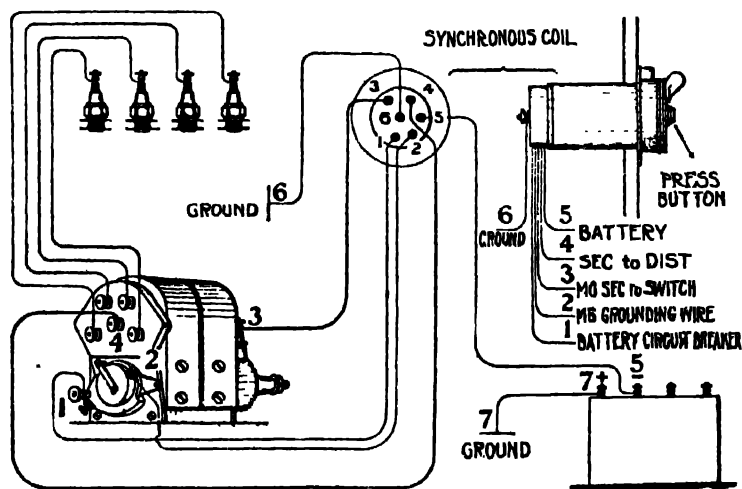 SYNCHRONOUS COIL
3 4
6 5
1 2
PRESS
BUTTON
6
GROUND
6
GROUND
5 BATTERY
4 SEC to DIST
3 MO SEC to SWITCH
2 MB GROUNDING WIRE
1 BATTERY CIRCUIT BREAKER
3
4
2
1
7 + 5 -
7
GROUND